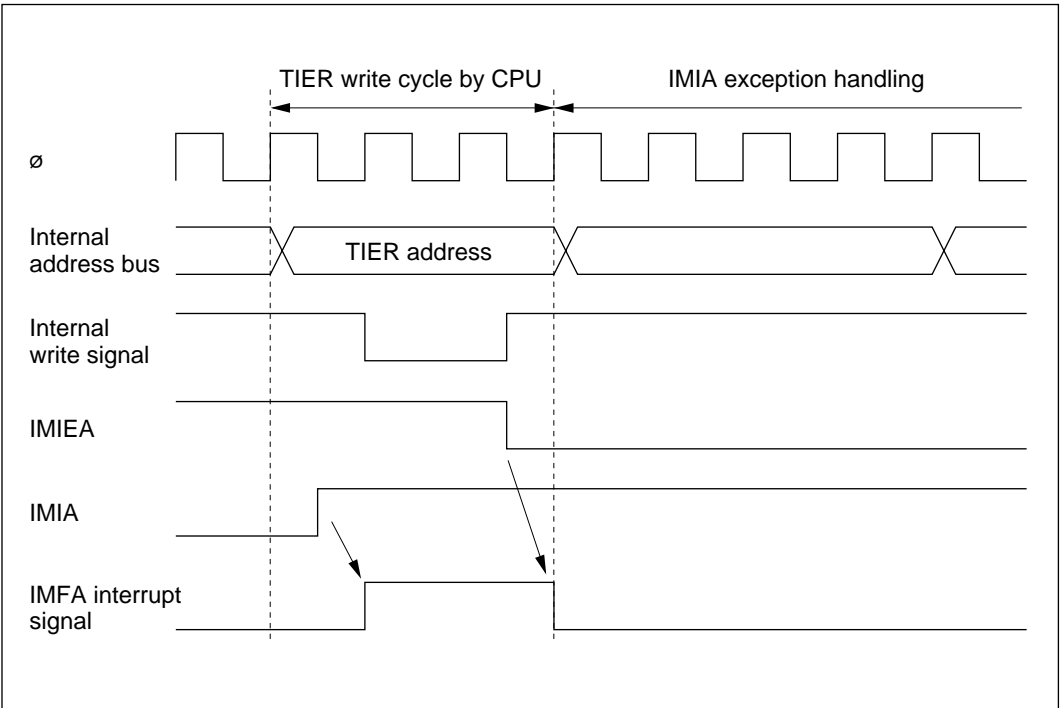 TIER write cycle by CPU
IMIA exception handling
ø
Internal
address bus
TIER address
Internal
write signal
IMIEA
IMIA
IMFA interrupt
signal